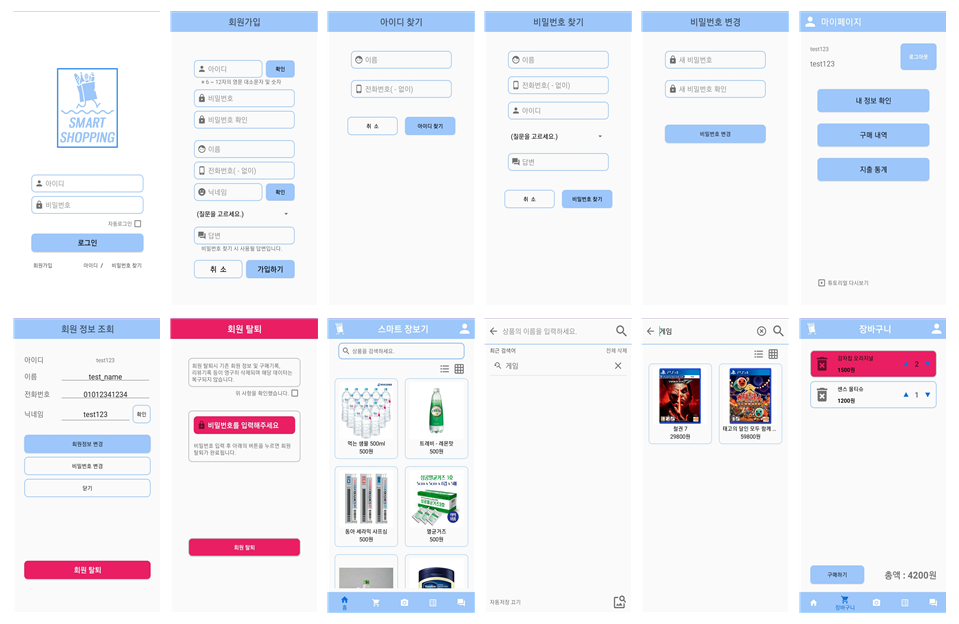 SMART
SHOPPING
아이디
비밀번호
자동로그인
로그인
회원가입
아이디 /
비밀번호 찾기
회원가입
아이디
확인
* 6 ~ 12자의 영문 대소문자 및 숫자
비밀번호
비밀번호 확인
이름
전화번호( - 없이)
닉네임
확인
(질문을 고르세요.)
답변
비밀번호 찾기 시 사용될 답변입니다.
취 소
가입하기
아이디 찾기
이름
전화번호( - 없이)
취 소
아이디 찾기
비밀번호 찾기
이름
전화번호( - 없이)
아이디
(질문을 고르세요.)
답변
취 소
비밀번호 찾기
비밀번호 변경
새 비밀번호
새 비밀번호 확인
비밀번호 변경
마이페이지
test123
test123
로그아웃
내 정보 확인
구매 내역
지출 통계
튜토리얼 다시보기
회원 정보 조회
아이디
test123
이름
test_name
전화번호
01012341234
닉네임
test123
확인
회원정보 변경
비밀번호 변경
닫기
회원 탈퇴
회원 탈퇴
회원 탈퇴시 기존 회원 정보 및 구매기록,
리뷰기록 등이 영구히 삭제되며 해당 데이터는
복구되지 않습니다.
위 사항을 확인했습니다.
비밀번호를 입력해주세요
비밀번호 입력 후 아래의 버튼을 누르면 회원
탈퇴가 완료됩니다.
회원 탈퇴
스마트 장보기
상품을 검색하세요.
먹는 샘물 500ml
500원
트레비 - 레몬맛
500원
동아 세라믹 샤프심
500원
멸균거즈
500원
홈
상품의 이름을 입력하세요.
최근 검색어
전체 삭제
게임
자동저장 끄기
게임
철권 7
29800원
태고의 달인 모두 함께 ...
59800원
장바구니
감자칩 오리지널
1500원
2
센스 물티슈
1200원
1
구매하기
총액 : 4200원
장바구니